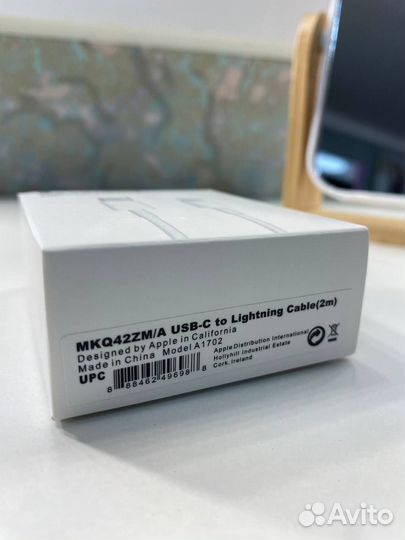 MKQ42ZM/A USB-C to Lightning Cable(2m)
Designed by Apple in California
Made in China Model A1702
UPC
8 88462 49698 8
Apple Distribution International
Hollyhill Industrial Estate
Cork. Ireland
Avito